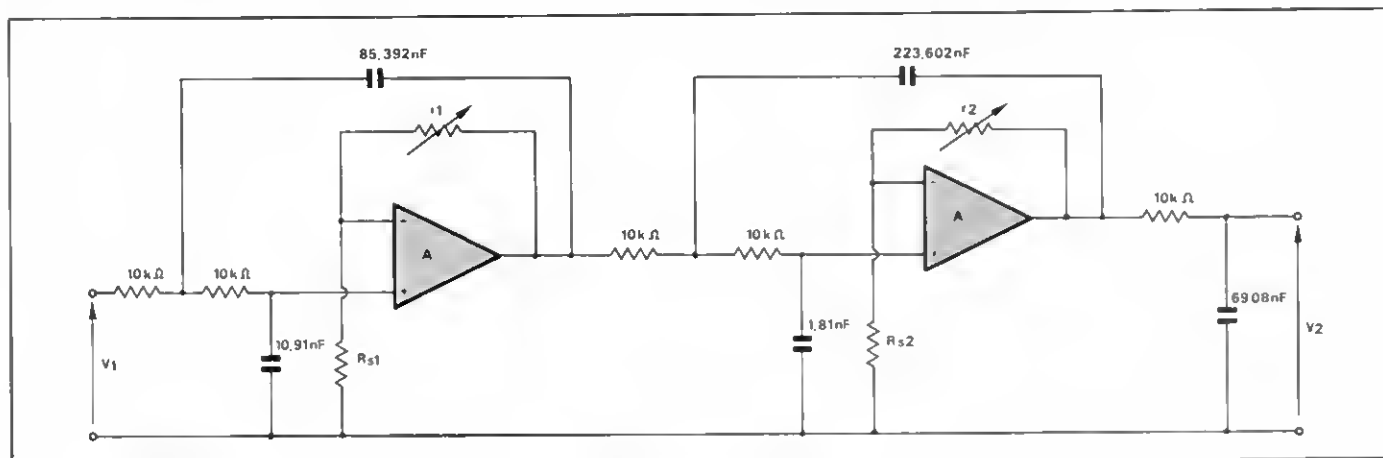 85,392nF
223,602nF
r1
r2
A
A
10kΩ
10kΩ
10kΩ
10kΩ
10kΩ
10,91nF
1,81nF
6908nF
Rs1
Rs2
V1
V2